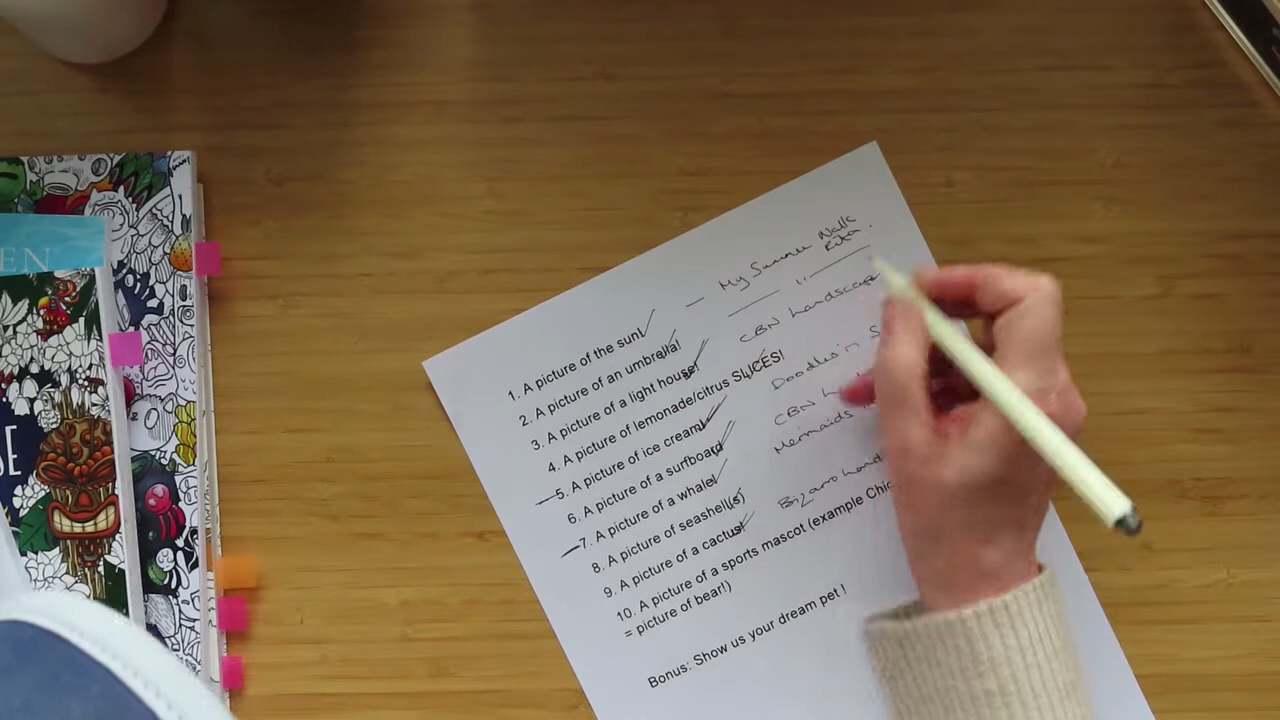 EN
SE
— My Summer Walk
Rita.
1. A picture of the sun!
— "—
2. A picture of an umbrella!
CBN Landscape
3. A picture of a light house!
4. A picture of lemonade/citrus SLICES!
Doodles 'n S
5. A picture of ice cream!
CBN
6. A picture of a surfboard
Mermaids
7. A picture of a whale!
8. A picture of seashell(s)
Bizarro Land
9. A picture of a cactus!
10. A picture of a sports mascot (example Chic
= picture of bear!)
Bonus: Show us your dream pet !